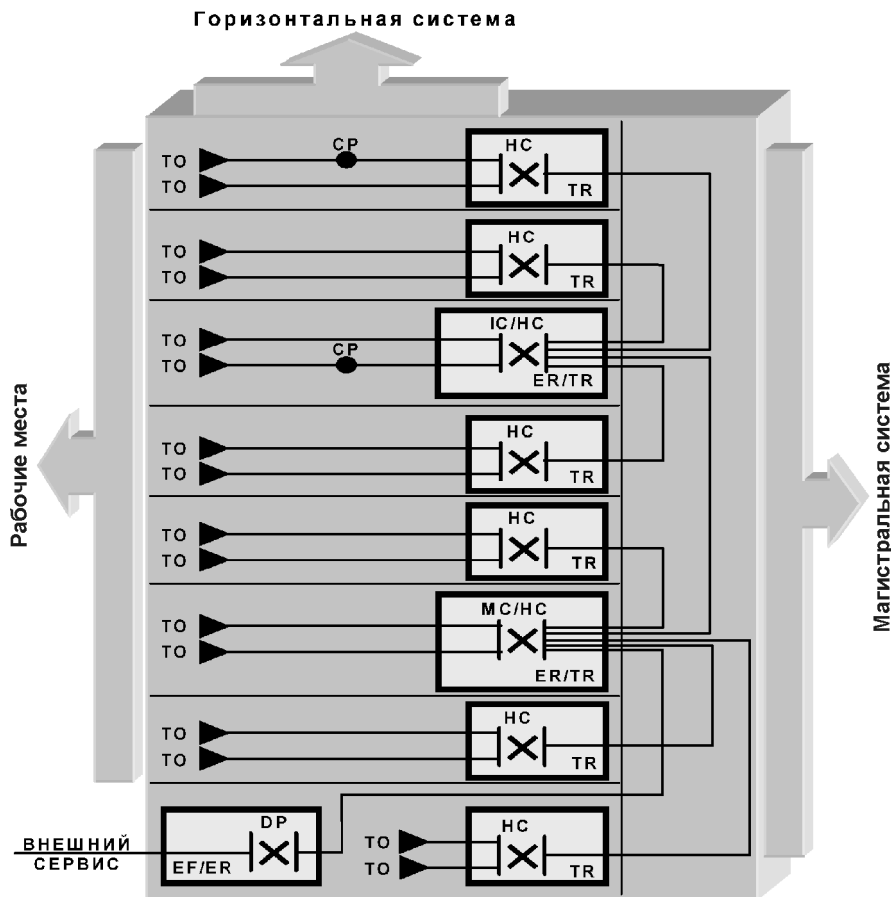 Горизонтальная система
TO
CP
HC
TO
TR
TO
HC
TO
TR
TO
IC/HC
TO
CP
ER/TR
TO
HC
TO
TR
TO
HC
TO
TR
TO
MC/HC
TO
ER/TR
TO
HC
TO
TR
ВНЕШНИЙ
СЕРВИС
DP
EF/ER
TO
HC
TO
TR
Рабочие места
Магистральная система